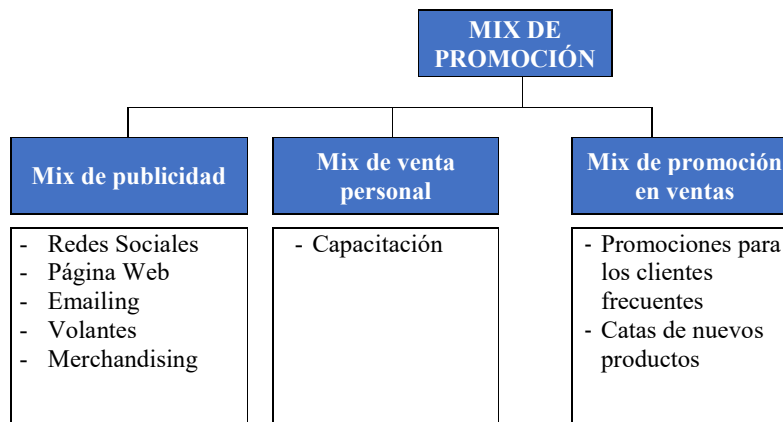 MIX DE
PROMOCIÓN
Mix de publicidad
- Redes Sociales
- Página Web
- Emailing
- Volantes
- Merchandising
Mix de venta
personal
- Capacitación
Mix de promoción
en ventas
- Promociones para
los clientes
frecuentes
- Catas de nuevos
productos